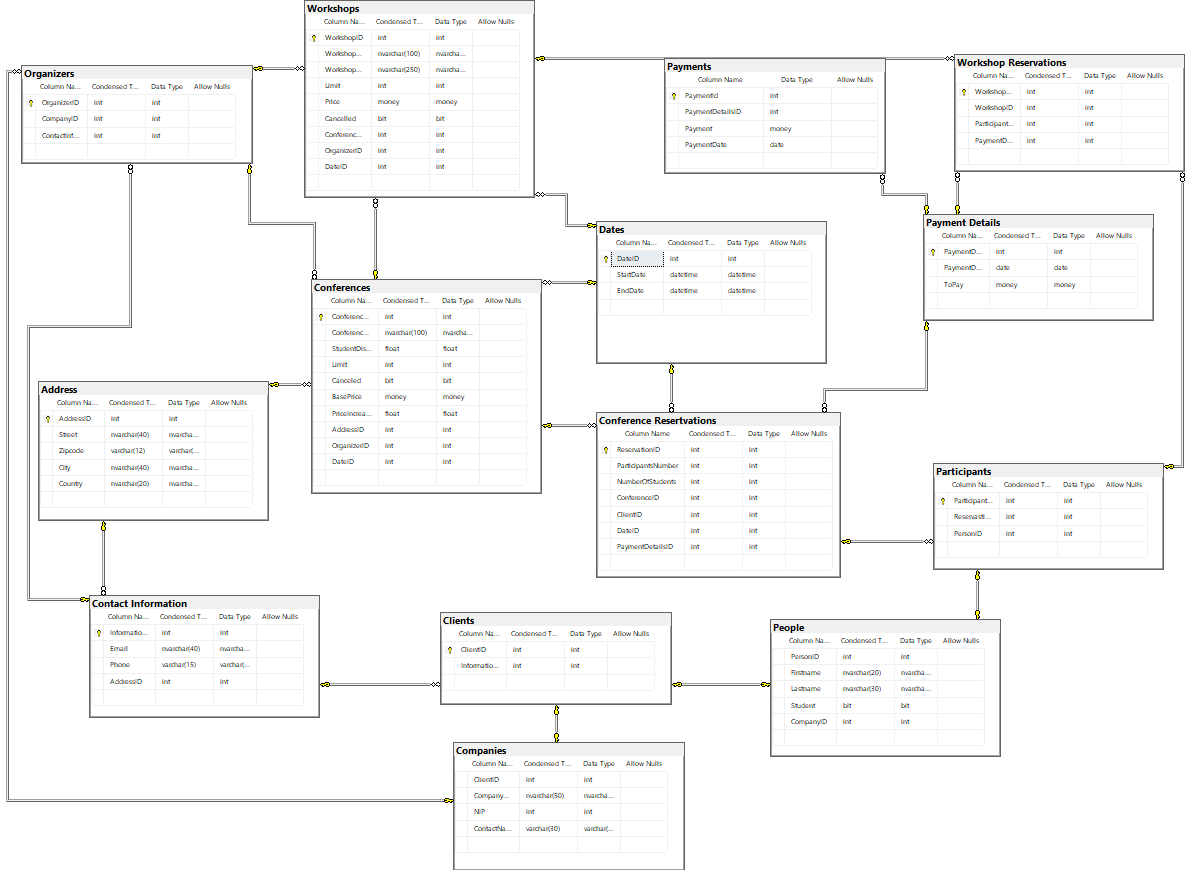 Workshops
Column Na... Condensed T... Data Type Allow Nulls
WorkshopID int int
Workshop... nvarchar(100) nvarcha...
Workshop... nvarchar(250) nvarcha...
Limit int int
Price money money
Cancelled bit bit
Conferenc... int int
OrganizerID int int
DateID int int
Organizers
Column Na... Condensed T... Data Type Allow Nulls
OrganizerID int int
CompanyID int int
ContactInf... int int
Payments
Column Name Data Type Allow Nulls
PaymentId int
PaymentDetailsID int
Payment money
PaymentDate date
Workshop Reservations
Column Na... Condensed T... Data Type Allow Nulls
Workshop... int int
WorkshopID int int
Participant... int int
PaymentD... int int
Dates
Column Na... Condensed T... Data Type Allow Nulls
DateID int int
StartDate datetime datetime
EndDate datetime datetime
Payment Details
Column Na... Condensed T... Data Type Allow Nulls
PaymentD... int int
PaymentD... date date
ToPay money money
Conferences
Column Na... Condensed T... Data Type Allow Nulls
Conferenc... int int
Conferenc... nvarchar(100) nvarcha...
StudentDis... float float
Limit int int
Canceled bit bit
BasePrice money money
PriceIncrea... float float
AddressID int int
OrganizerID int int
DateID int int
Address
Column Na... Condensed T... Data Type Allow Nulls
AddressID int int
Street nvarchar(40) nvarcha...
Zipcode varchar(12) varchar(...
City nvarchar(40) nvarcha...
Country nvarchar(20) nvarcha...
Conference Resertvations
Column Name Condensed T... Data Type Allow Nulls
ReservationID int int
ParticipantsNumber int int
NumberOfStudents int int
ConferenceID int int
ClientID int int
DateID int int
PaymentDetailsID int int
Participants
Column Na... Condensed T... Data Type Allow Nulls
Participant... int int
Reservasti... int int
PersonID int int
Contact Information
Column Na... Condensed T... Data Type Allow Nulls
Informatio... int int
Email nvarchar(40) nvarcha...
Phone varchar(15) varchar(...
AddressID int int
Clients
Column Na... Condensed T... Data Type Allow Nulls
ClientID int int
Informatio... int int
People
Column Na... Condensed T... Data Type Allow Nulls
PersonID int int
Firstname nvarchar(20) nvarcha...
Lastname nvarchar(30) nvarcha...
Student bit bit
CompanyID int int
Companies
Column Na... Condensed T... Data Type Allow Nulls
ClientID int int
Company... nvarchar(50) nvarcha...
NIP int int
ContactNa... varchar(30) varchar(...